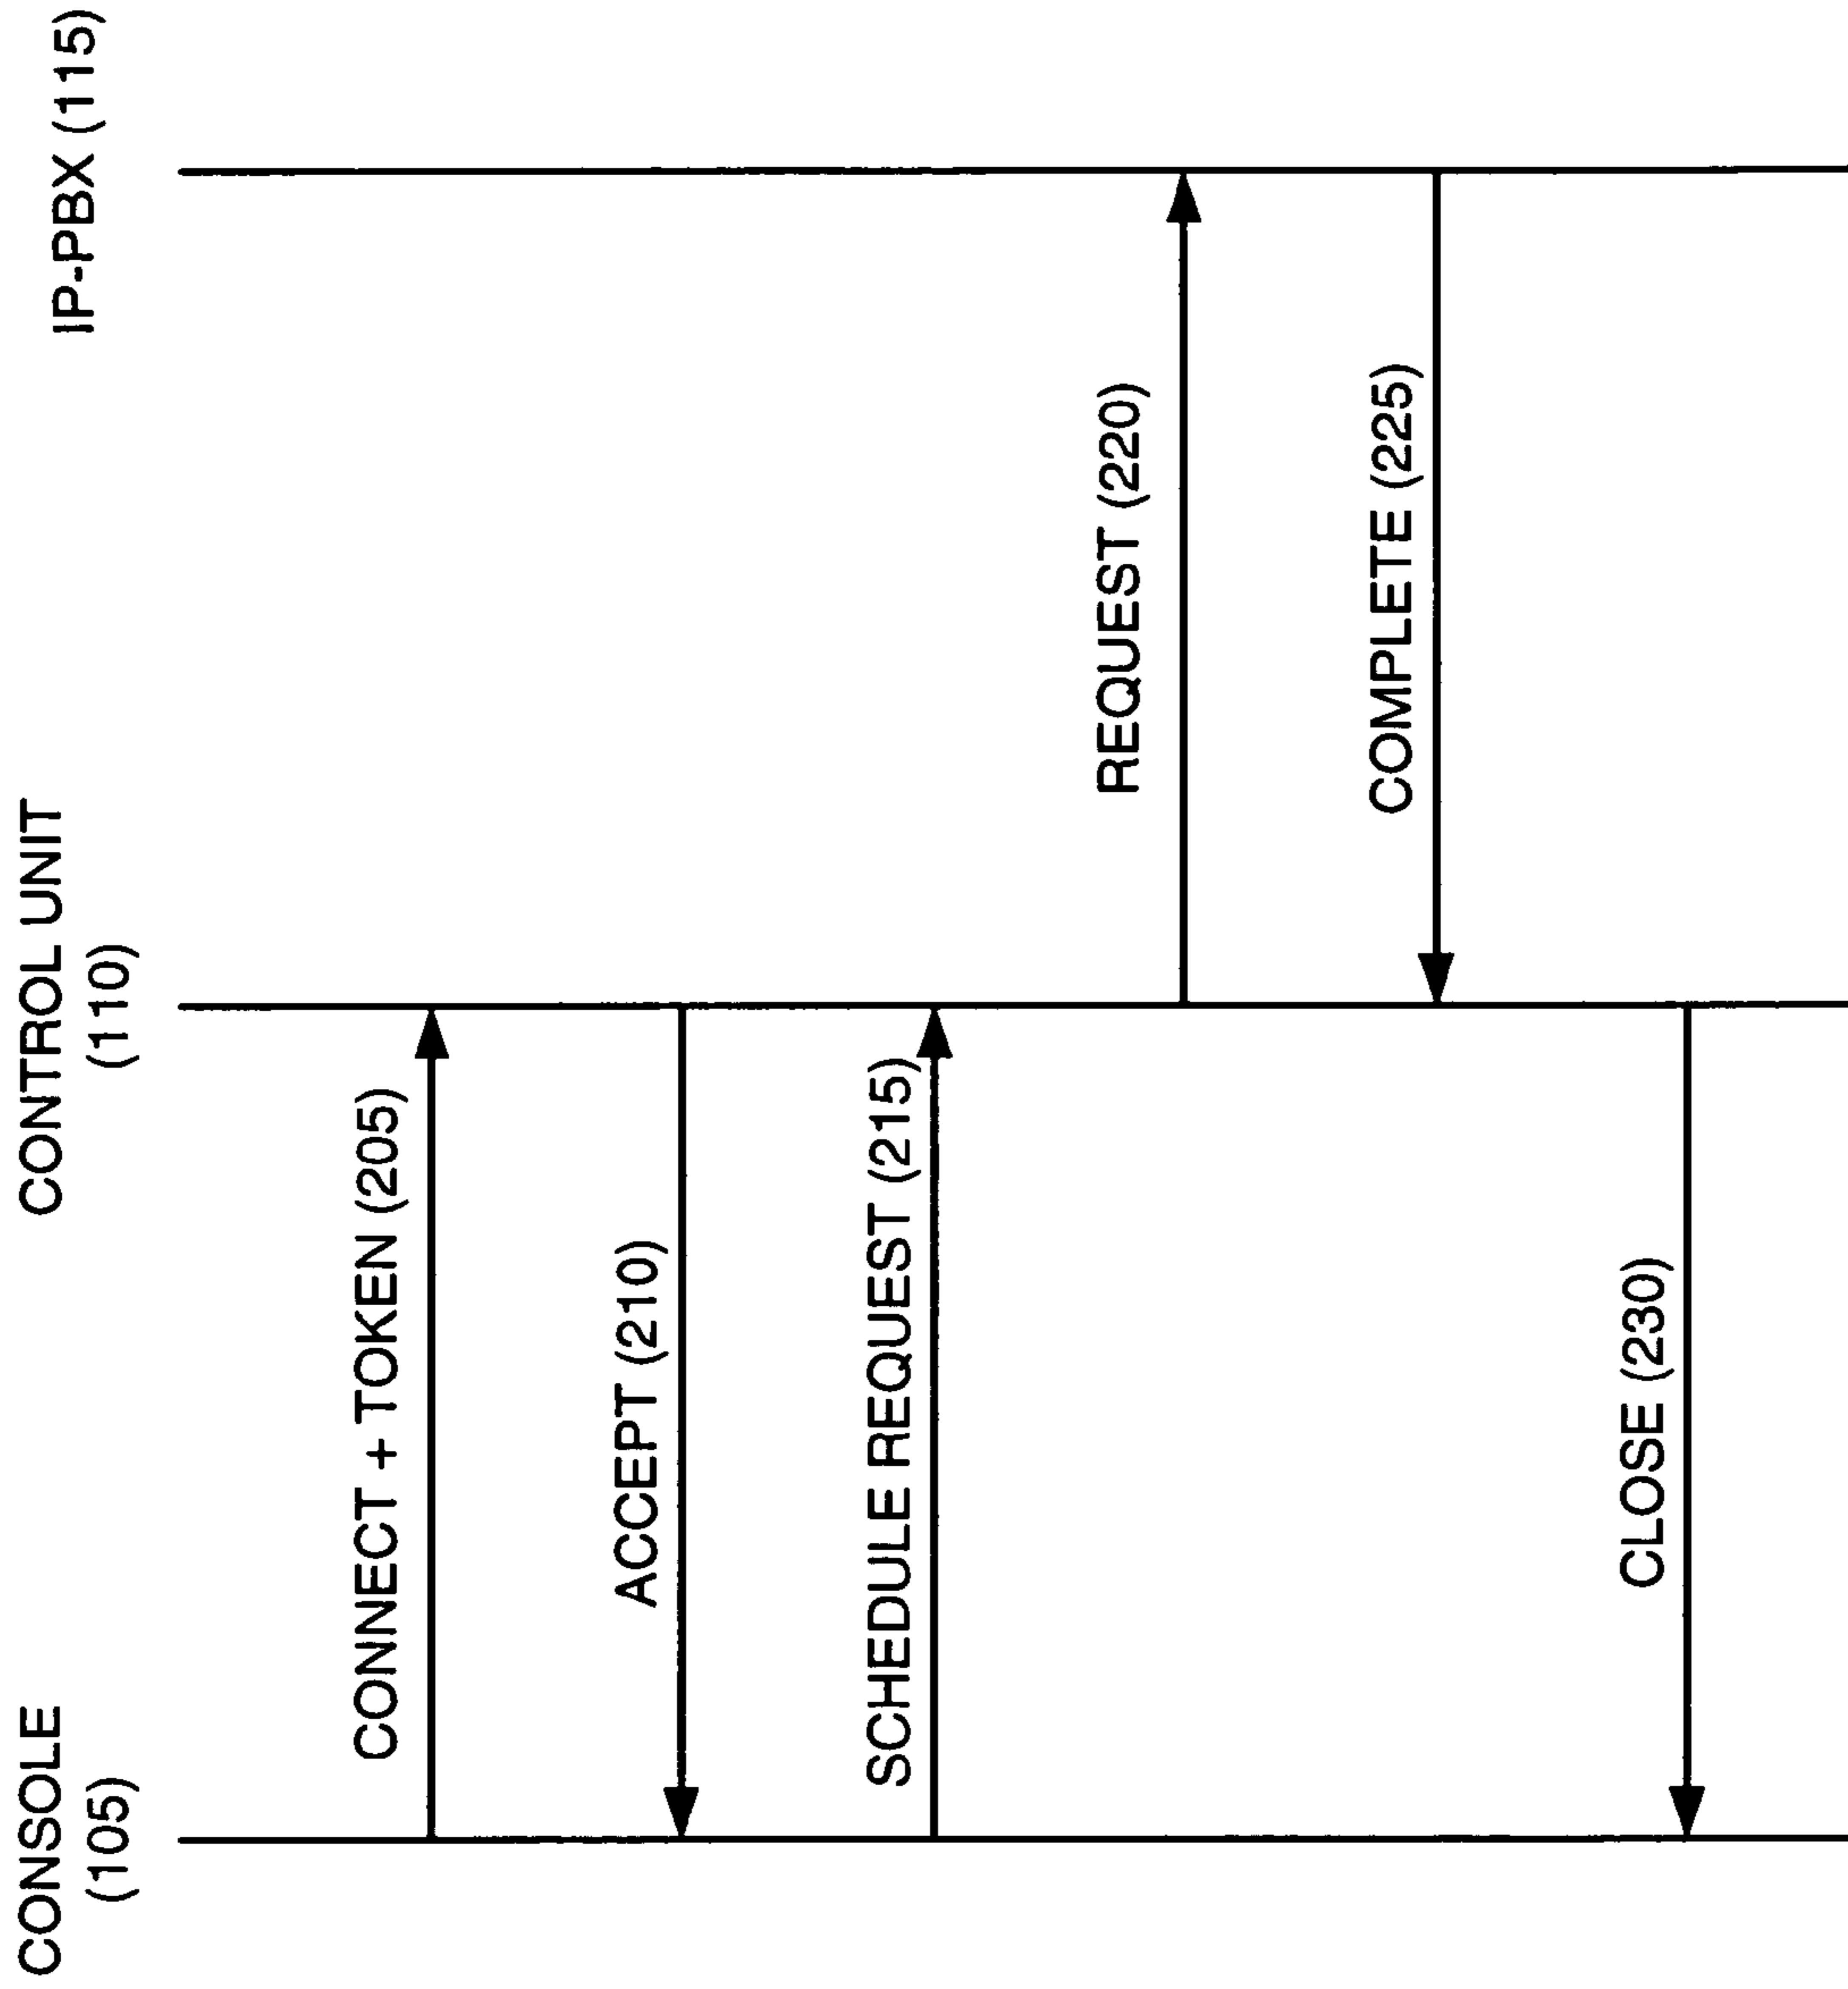 CONSOLE
(105)
CONTROL UNIT
(110)
IP-PBX (115)
CONNECT + TOKEN (205)
ACCEPT (210)
SCHEDULE REQUEST (215)
REQUEST (220)
COMPLETE (225)
CLOSE (230)